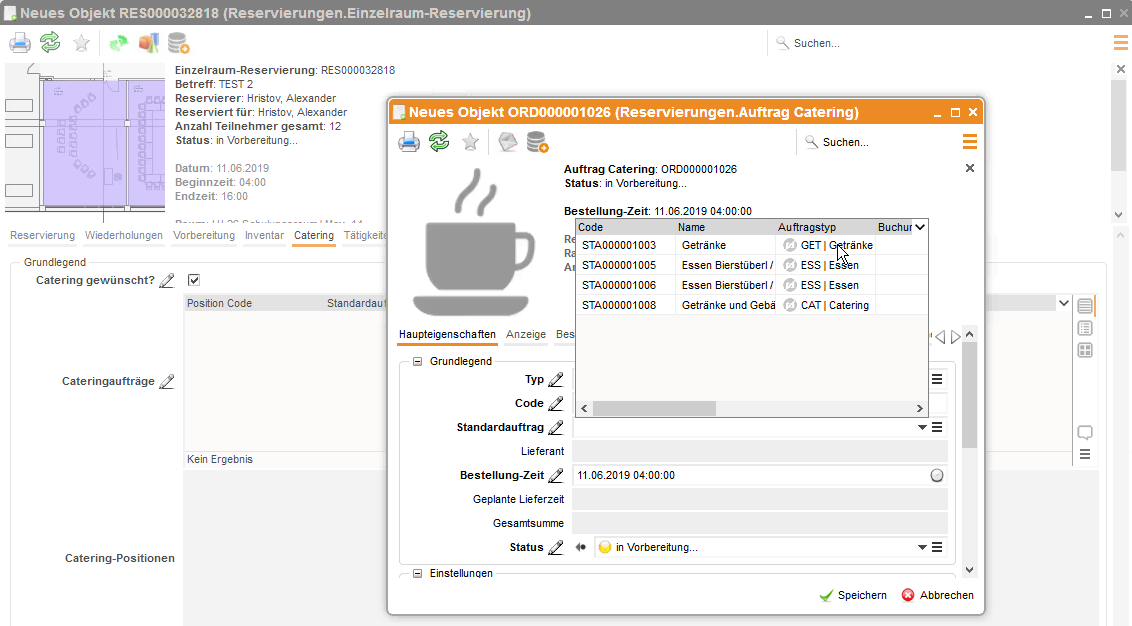 Neues Objekt RES000032818 (Reservierungen.Einzelraum-Reservierung)
Suchen...
Einzelraum-Reservierung: RES000032818
Betreff: TEST 2
Reservierer: Hristov, Alexander
Reserviert für: Hristov, Alexander
Anzahl Teilnehmer gesamt: 12
Status: in Vorbereitung...
Datum: 11.06.2019
Beginnzeit: 04:00
Endzeit: 16:00
Reservierung Wiederholungen Vorbereitung Inventar Catering
Grundlegend
Catering gewünscht?
Position Code
Cateringaufträge
Kein Ergebnis
Catering-Positionen
Neues Objekt ORD000001026 (Reservierungen.Auftrag Catering)
Suchen...
Auftrag Catering: ORD000001026
Status: in Vorbereitung...
Bestellung-Zeit: 11.06.2019 04:00:00
Code Name Auftragstyp
STA000001003 Getränke GET | Getränke
STA000001005 Essen Bierstüberl / ESS | Essen
STA000001006 Essen Bierstüberl / ESS | Essen
STA000001008 Getränke und CAT | Catering
Haupteigenschaften Anzeige
Grundlegend
Typ
Code
Standardauftrag
Lieferant
Bestellung-Zeit 11.06.2019 04:00:00
Geplante Lieferzeit
Gesamtsumme
Status in Vorbereitung...
Einstellungen
Speichern Abbrechen